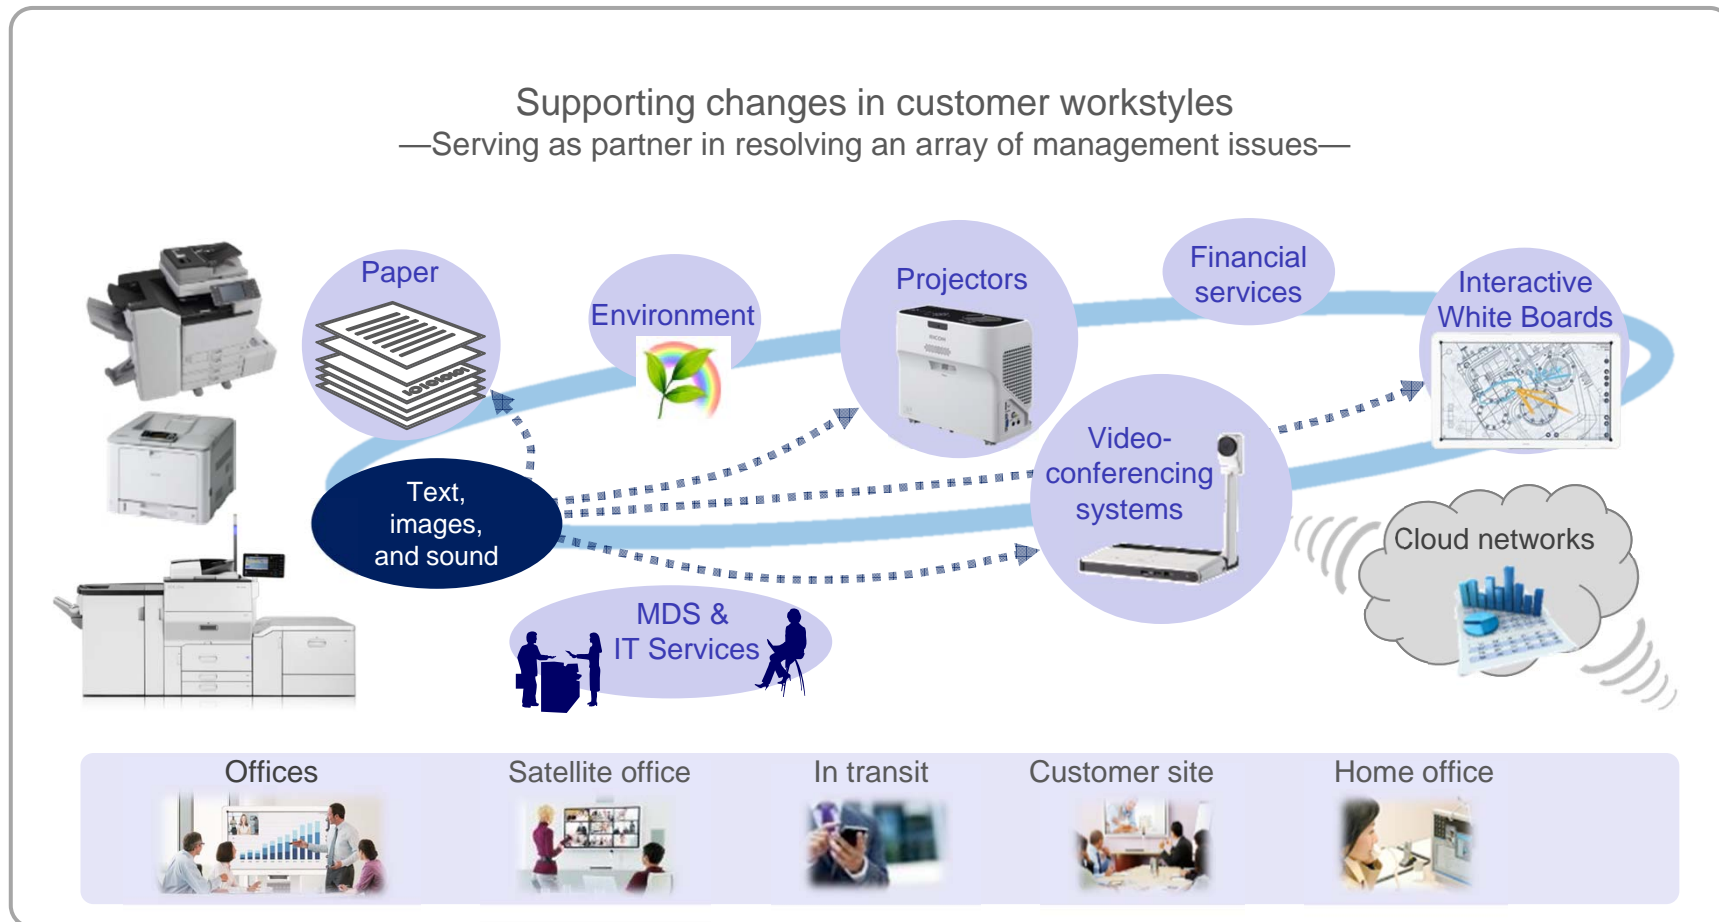 Supporting changes in customer workstyles
—Serving as partner in resolving an array of management issues—
Paper
1010101010
Environment
Projectors
RICOH
Financial
services
Interactive
White Boards
Text,
images,
and sound
Video-
conferencing
systems
Cloud networks
MDS &
IT Services
Offices
Satellite office
In transit
Customer site
Home office